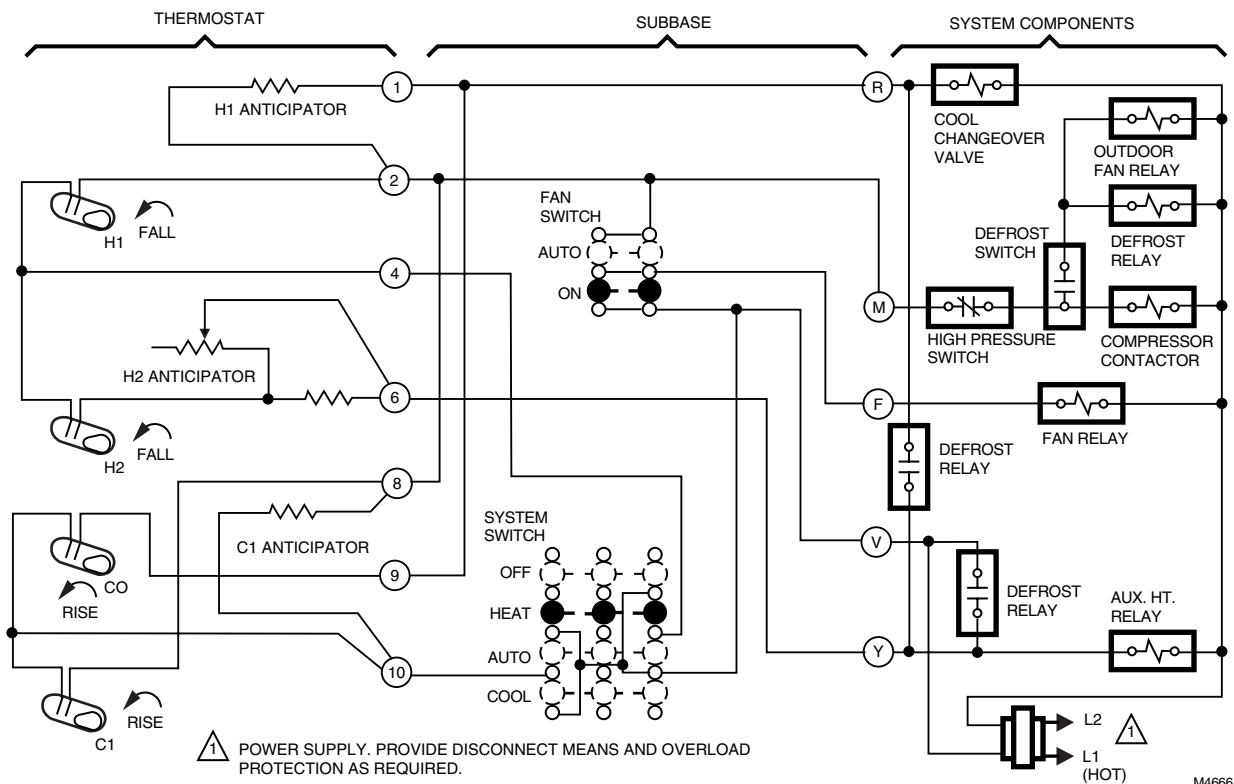 THERMOSTAT
SUBBASE
SYSTEM COMPONENTS
1
H1 ANTICIPATOR
R
COOL
CHANGEOVER
VALVE
OUTDOOR
FAN RELAY
2
H1
FALL
FAN
SWITCH
AUTO
ON
DEFROST
SWITCH
DEFROST
RELAY
4
M
HIGH PRESSURE
SWITCH
COMPRESSOR
CONTACTOR
H2 ANTICIPATOR
6
F
FAN RELAY
H2
FALL
DEFROST
RELAY
8
C1 ANTICIPATOR
SYSTEM
SWITCH
OFF
HEAT
AUTO
COOL
V
CO
RISE
9
DEFROST
RELAY
AUX. HT.
RELAY
10
Y
C1
RISE
L2
1
L1
(HOT)
1 POWER SUPPLY. PROVIDE DISCONNECT MEANS AND OVERLOAD
PROTECTION AS REQUIRED.
M4666